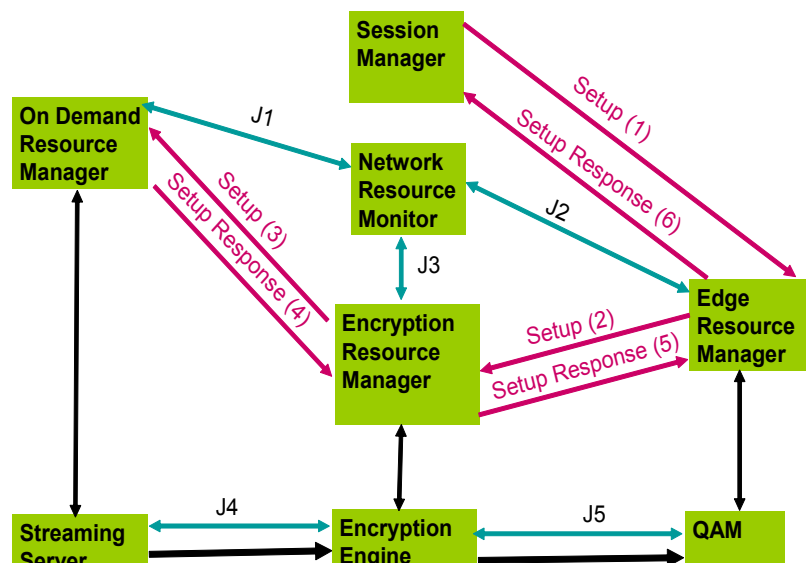 Session
Manager
On Demand
Resource
Manager
J1
Setup (1)
Setup Response (6)
Network
Resource
Monitor
J2
Setup (3)
Setup Response (4)
J3
Encryption
Resource
Manager
Setup (2)
Setup Response (5)
Edge
Resource
Manager
Streaming
Server
J4
Encryption
Engine
J5
QAM